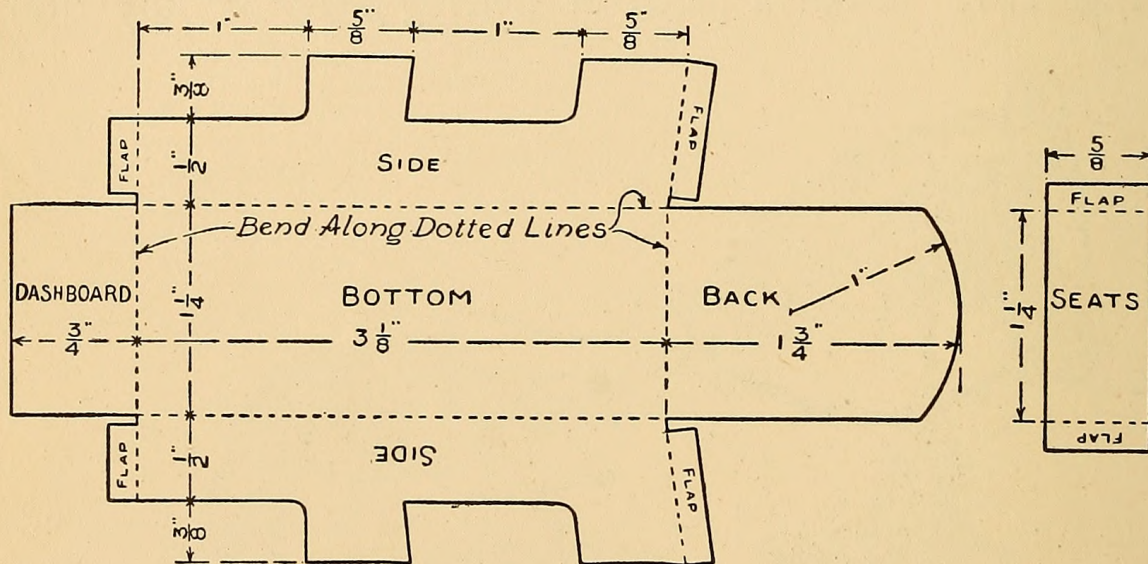 1"
5/8"
1"
5/8"
3/8"
FLAP
FLAP
1/2"
SIDE
5/8
FLAP
Bend Along Dotted Lines
DASHBOARD
1 1/4"
BOTTOM
BACK
1"
1 1/4"
SEATS
3/4"
3 1/8"
1 3/4"
FLAP
FLAP
1/2"
SIDE
FLAP
3/8"